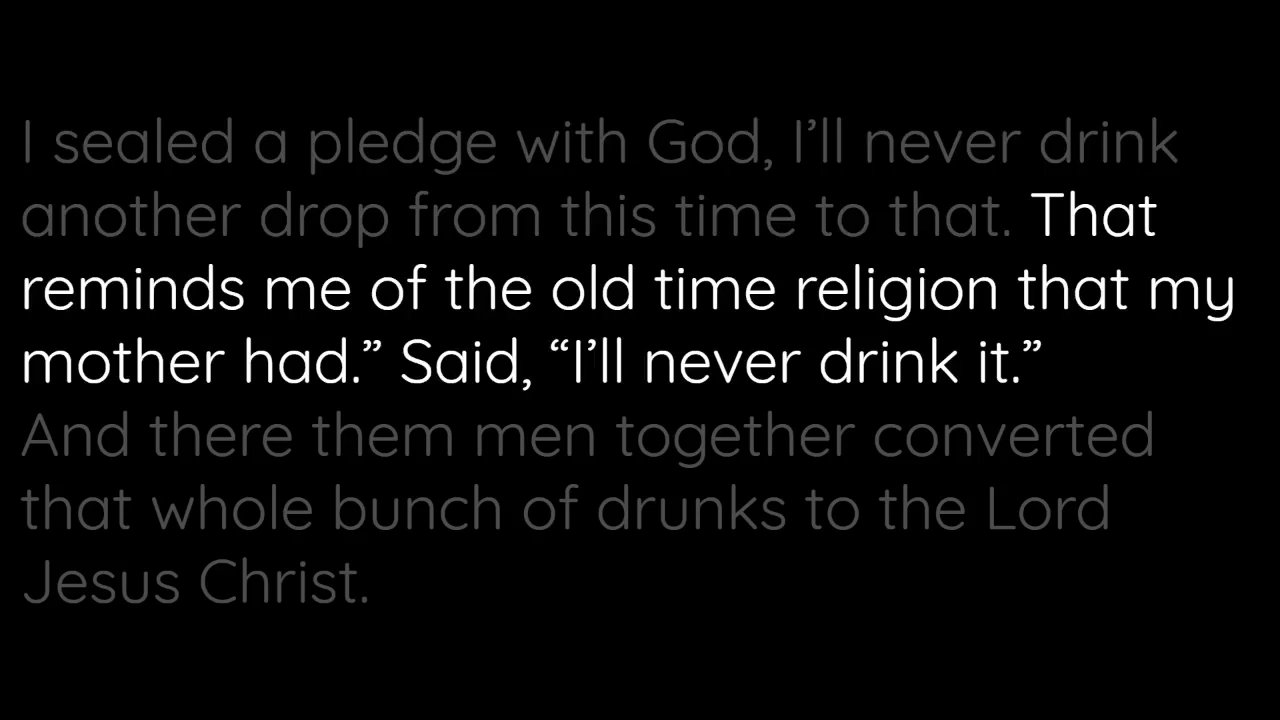 I sealed a pledge with God, I’ll never drink
another drop from this time to that. That
reminds me of the old time religion that my
mother had.” Said, “I’ll never drink it.”
And there them men together converted
that whole bunch of drunks to the Lord
Jesus Christ.